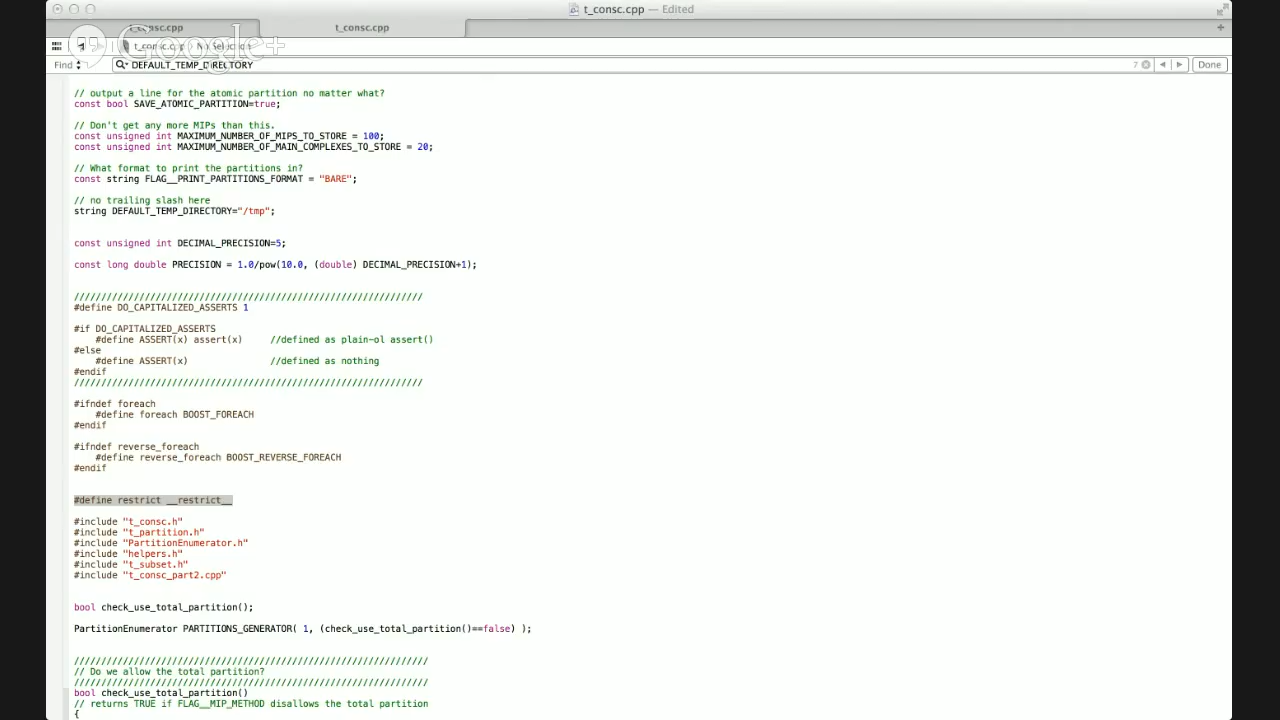 t_consc.cpp — Edited
t_consc.cpp t_consc.cpp
Google+
t_consc.cpp No Selection
Find DEFAULT_TEMP_DIRECTORY 7 Done
// output a line for the atomic partition no matter what?
const bool SAVE_ATOMIC_PARTITION=true;
// Don't get any more MIPs than this.
const unsigned int MAXIMUM_NUMBER_OF_MIPS_TO_STORE = 100;
const unsigned int MAXIMUM_NUMBER_OF_MAIN_COMPLEXES_TO_STORE = 20;
// What format to print the partitions in?
const string FLAG__PRINT_PARTITIONS_FORMAT = "BARE";
// no trailing slash here
string DEFAULT_TEMP_DIRECTORY="/tmp";
const unsigned int DECIMAL_PRECISION=5;
const long double PRECISION = 1.0/pow(10.0, (double) DECIMAL_PRECISION+1);
////////////////////////////////////////////////////////////////
#define DO_CAPITALIZED_ASSERTS 1
#if DO_CAPITALIZED_ASSERTS
#define ASSERT(x) assert(x) //defined as plain-ol assert()
#else
#define ASSERT(x) //defined as nothing
#endif
////////////////////////////////////////////////////////////////
#ifndef foreach
#define foreach BOOST_FOREACH
#endif
#ifndef reverse_foreach
#define reverse_foreach BOOST_REVERSE_FOREACH
#endif
#define restrict __restrict__
#include "t_consc.h"
#include "t_partition.h"
#include "PartitionEnumerator.h"
#include "helpers.h"
#include "t_subset.h"
#include "t_consc_part2.cpp"
bool check_use_total_partition();
PartitionEnumerator PARTITIONS_GENERATOR( 1, (check_use_total_partition()==false) );
/////////////////////////////////////////////////////////////////
// Do we allow the total partition?
/////////////////////////////////////////////////////////////////
bool check_use_total_partition()
// returns TRUE if FLAG__MIP_METHOD disallows the total partition
{